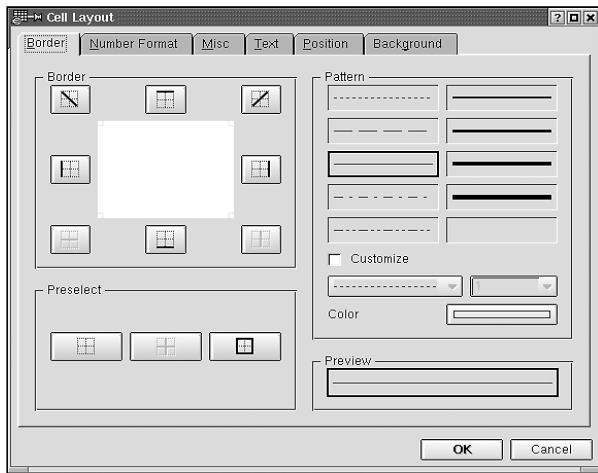 Cell Layout
Border
Number Format
Misc
Text
Position
Background
Border
Pattern
Customize
1
Color
Preselect
Preview
OK
Cancel